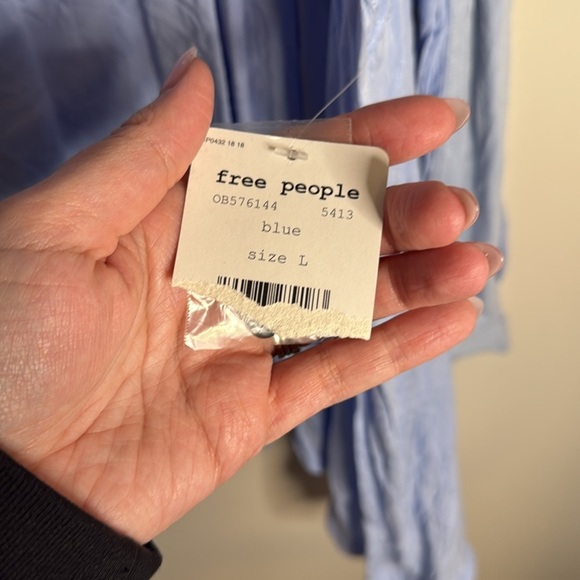 P0432 18 18
free people
OB576144 5413
blue
size L